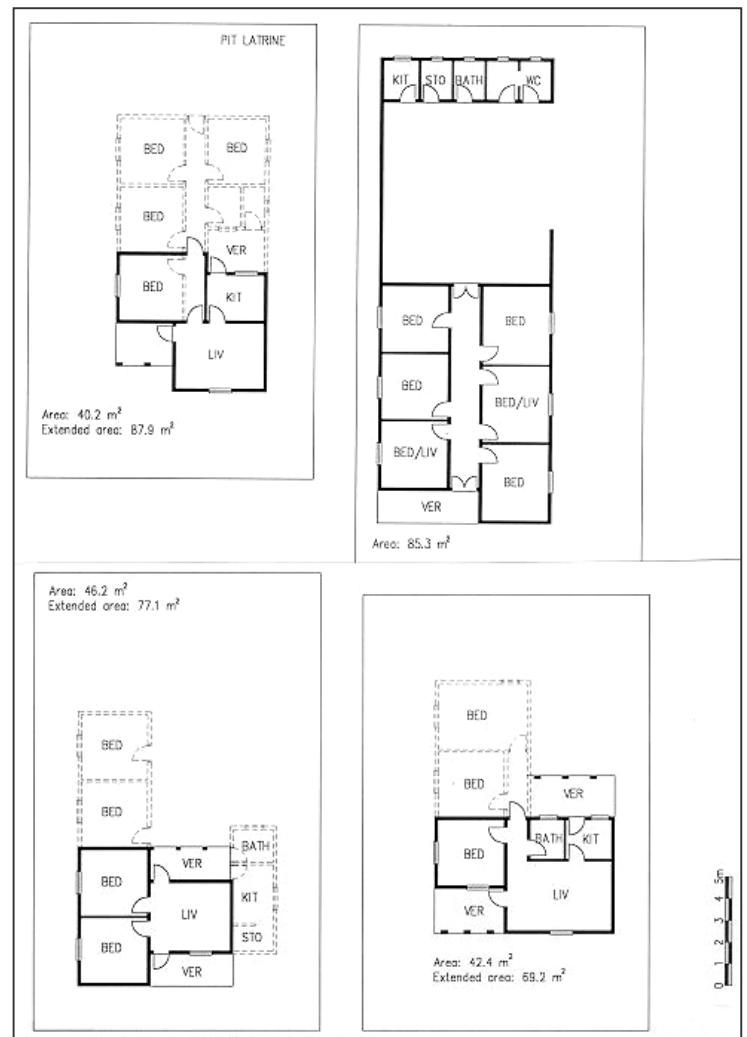 PIT LATRINE
BED
BED
BED
VER
BED
KIT
LIV
Area: 40.2 m²
Extended area: 87.9 m²
KIT STO BATH WC
BED
BED
BED
BED/LIV
BED/LIV
BED
VER
Area: 85.3 m²
Area: 46.2 m²
Extended area: 77.1 m²
BED
BED
BATH
VER
BED
KIT
LIV
STO
BED
VER
BED
BED
VER
BATH
KIT
BED
LIV
VER
Area: 42.4 m²
Extended area: 69.2 m²
0 1 2 3 4 5m